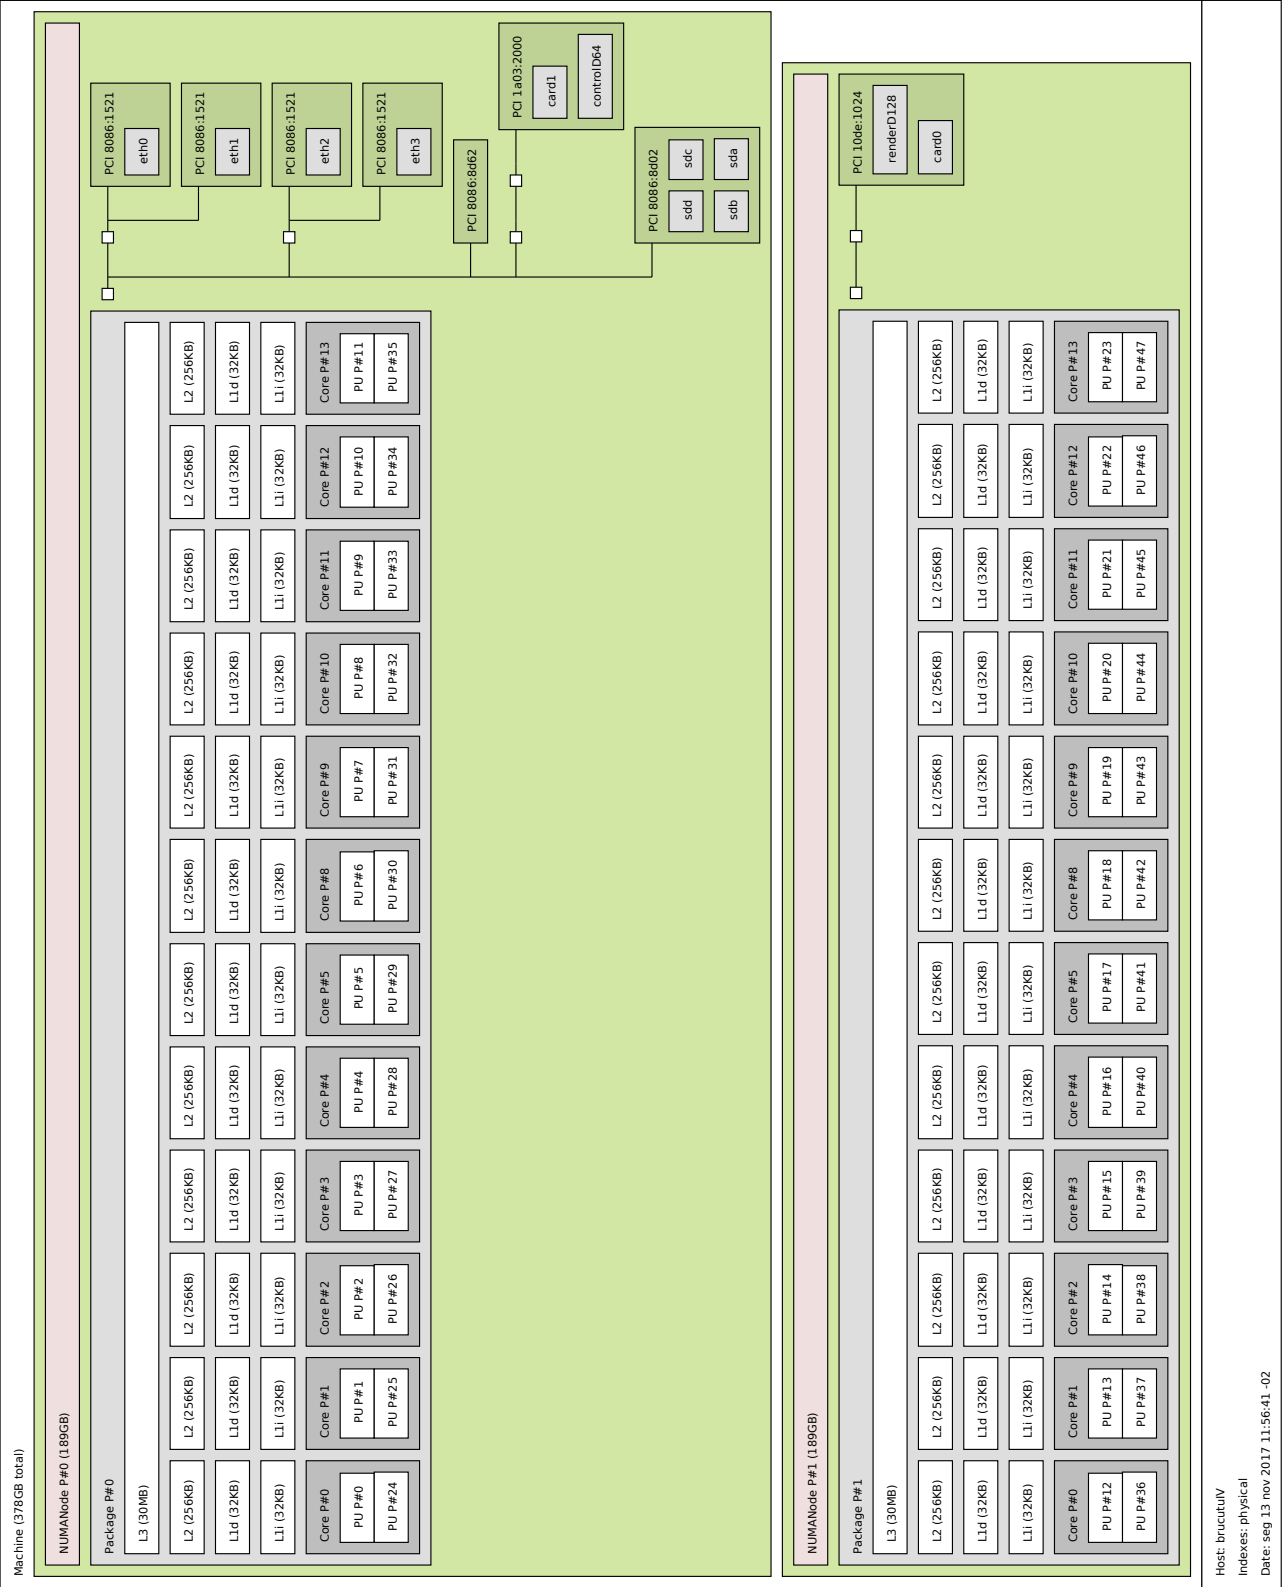 Machine (378GB total)
NUMANode P#0 (189GB)
Package P#0
L3 (30MB)
L2 (256KB) L2 (256KB) L2 (256KB) L2 (256KB) L2 (256KB) L2 (256KB) L2 (256KB) L2 (256KB) L2 (256KB) L2 (256KB) L2 (256KB) L2 (256KB)
L1d (32KB) L1d (32KB) L1d (32KB) L1d (32KB) L1d (32KB) L1d (32KB) L1d (32KB) L1d (32KB) L1d (32KB) L1d (32KB) L1d (32KB) L1d (32KB)
L1i (32KB) L1i (32KB) L1i (32KB) L1i (32KB) L1i (32KB) L1i (32KB) L1i (32KB) L1i (32KB) L1i (32KB) L1i (32KB) L1i (32KB) L1i (32KB)
Core P#0 Core P#1 Core P#2 Core P#3 Core P#4 Core P#5 Core P#8 Core P#9 Core P#10 Core P#11 Core P#12 Core P#13
PU P#0 PU P#1 PU P#2 PU P#3 PU P#4 PU P#5 PU P#6 PU P#7 PU P#8 PU P#9 PU P#10 PU P#11
PU P#24 PU P#25 PU P#26 PU P#27 PU P#28 PU P#29 PU P#30 PU P#31 PU P#32 PU P#33 PU P#34 PU P#35
PCI 8086:1521
eth0
PCI 8086:1521
eth1
PCI 8086:1521
eth2
PCI 8086:1521
eth3
PCI 8086:8d62
PCI 1a03:2000
card1
controlD64
PCI 8086:8d02
sdd sdc
sdb sda
NUMANode P#1 (189GB)
Package P#1
L3 (30MB)
L2 (256KB) L2 (256KB) L2 (256KB) L2 (256KB) L2 (256KB) L2 (256KB) L2 (256KB) L2 (256KB) L2 (256KB) L2 (256KB) L2 (256KB) L2 (256KB)
L1d (32KB) L1d (32KB) L1d (32KB) L1d (32KB) L1d (32KB) L1d (32KB) L1d (32KB) L1d (32KB) L1d (32KB) L1d (32KB) L1d (32KB) L1d (32KB)
L1i (32KB) L1i (32KB) L1i (32KB) L1i (32KB) L1i (32KB) L1i (32KB) L1i (32KB) L1i (32KB) L1i (32KB) L1i (32KB) L1i (32KB) L1i (32KB)
Core P#0 Core P#1 Core P#2 Core P#3 Core P#4 Core P#5 Core P#8 Core P#9 Core P#10 Core P#11 Core P#12 Core P#13
PU P#12 PU P#13 PU P#14 PU P#15 PU P#16 PU P#17 PU P#18 PU P#19 PU P#20 PU P#21 PU P#22 PU P#23
PU P#36 PU P#37 PU P#38 PU P#39 PU P#40 PU P#41 PU P#42 PU P#43 PU P#44 PU P#45 PU P#46 PU P#47
PCI 10de:1024
renderD128
card0
Host: brucutuIV
Indexes: physical
Date: seg 13 nov 2017 11:56:41 -02